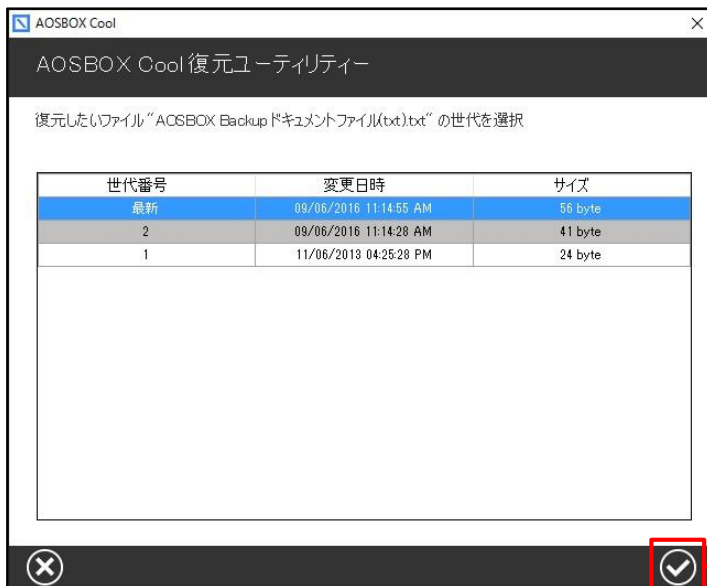 AOSBOX Cool
AOSBOX Cool 復元ユーティリティー
復元したいファイル “AOSBOX Backup ドキュメントファイル(txt).txt“ の世代を選択
世代番号 変更日時 サイズ
最新 09/06/2016 11:14:55 AM 56 byte
2 09/06/2016 11:14:28 AM 41 byte
1 11/06/2013 04:25:28 PM 24 byte